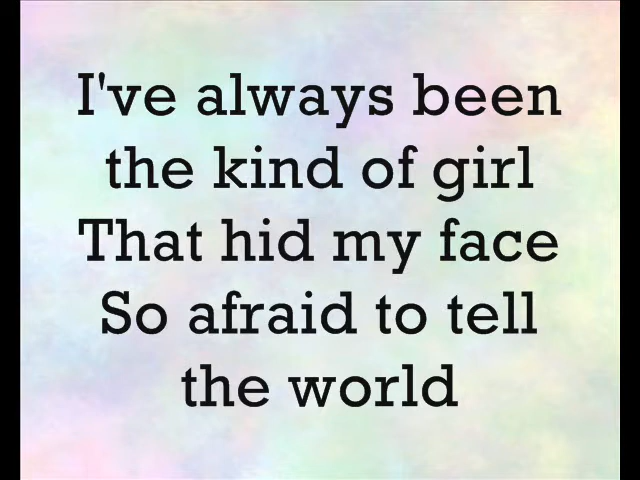 I've always been
the kind of girl
That hid my face
So afraid to tell
the world